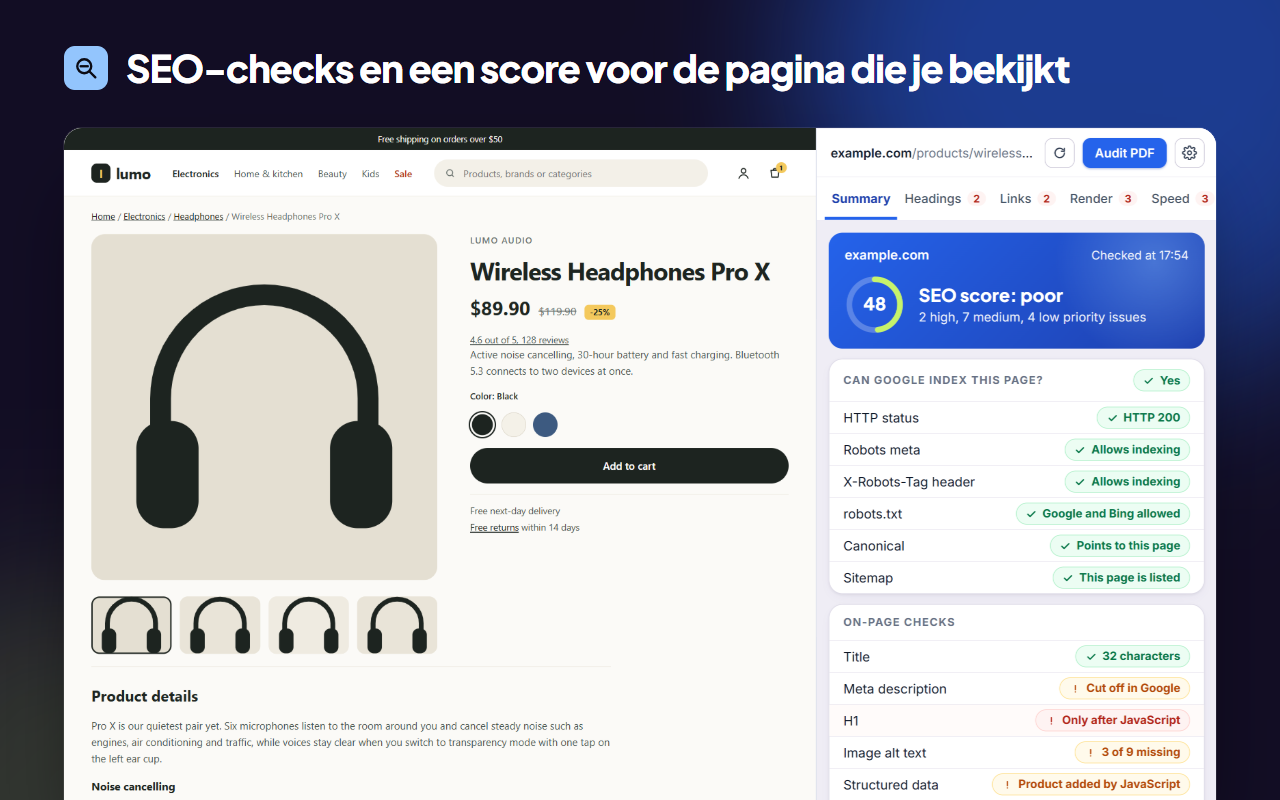 SEO-checks en een score voor de pagina die je bekijkt
Free shipping on orders over $50
lumo
Electronics Home & kitchen Beauty Kids Sale
Products, brands or categories
1
Home / Electronics / Headphones / Wireless Headphones Pro X
LUMO AUDIO
Wireless Headphones Pro X
$89.90 $119.90 -25%
4.6 out of 5, 128 reviews
Active noise cancelling, 30-hour battery and fast charging. Bluetooth
5.3 connects to two devices at once.
Color: Black
Add to cart
Free next-day delivery
Free returns within 14 days
Product details
Pro X is our quietest pair yet. Six microphones listen to the room around you and cancel steady noise such as
engines, air conditioning and traffic, while voices stay clear when you switch to transparency mode with one tap on
the left ear cup.
Noise cancelling
example.com/products/wireless...
Audit PDF
Summary Headings 2 Links 2 Render 3 Speed 3
example.com Checked at 17:54
48
SEO score: poor
2 high, 7 medium, 4 low priority issues
CAN GOOGLE INDEX THIS PAGE? Yes
HTTP status HTTP 200
Robots meta Allows indexing
X-Robots-Tag header Allows indexing
robots.txt Google and Bing allowed
Canonical Points to this page
Sitemap This page is listed
ON-PAGE CHECKS
Title 32 characters
Meta description ! Cut off in Google
H1 ! Only after JavaScript
Image alt text ! 3 of 9 missing
Structured data ! Product added by JavaScript